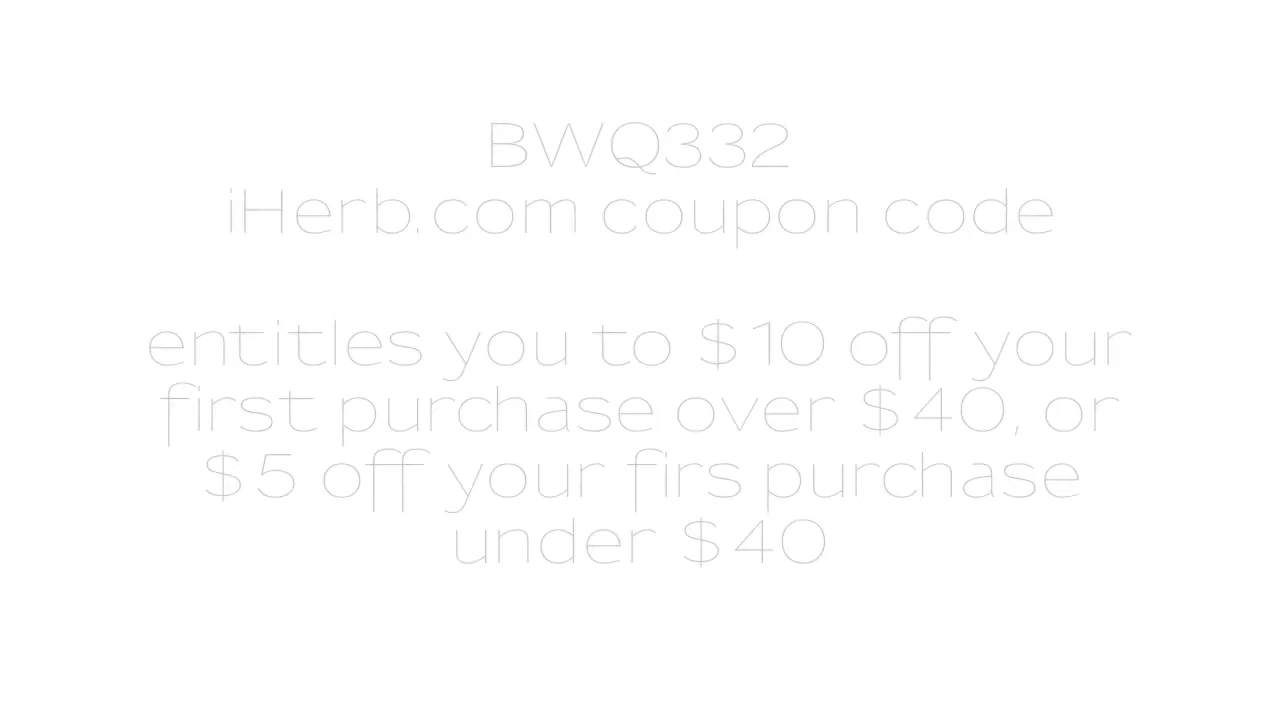 BWQ332
iHerb.com coupon code
entitles you to $10 off your
first purchase over $40, or
$5 off your firs purchase
under $40